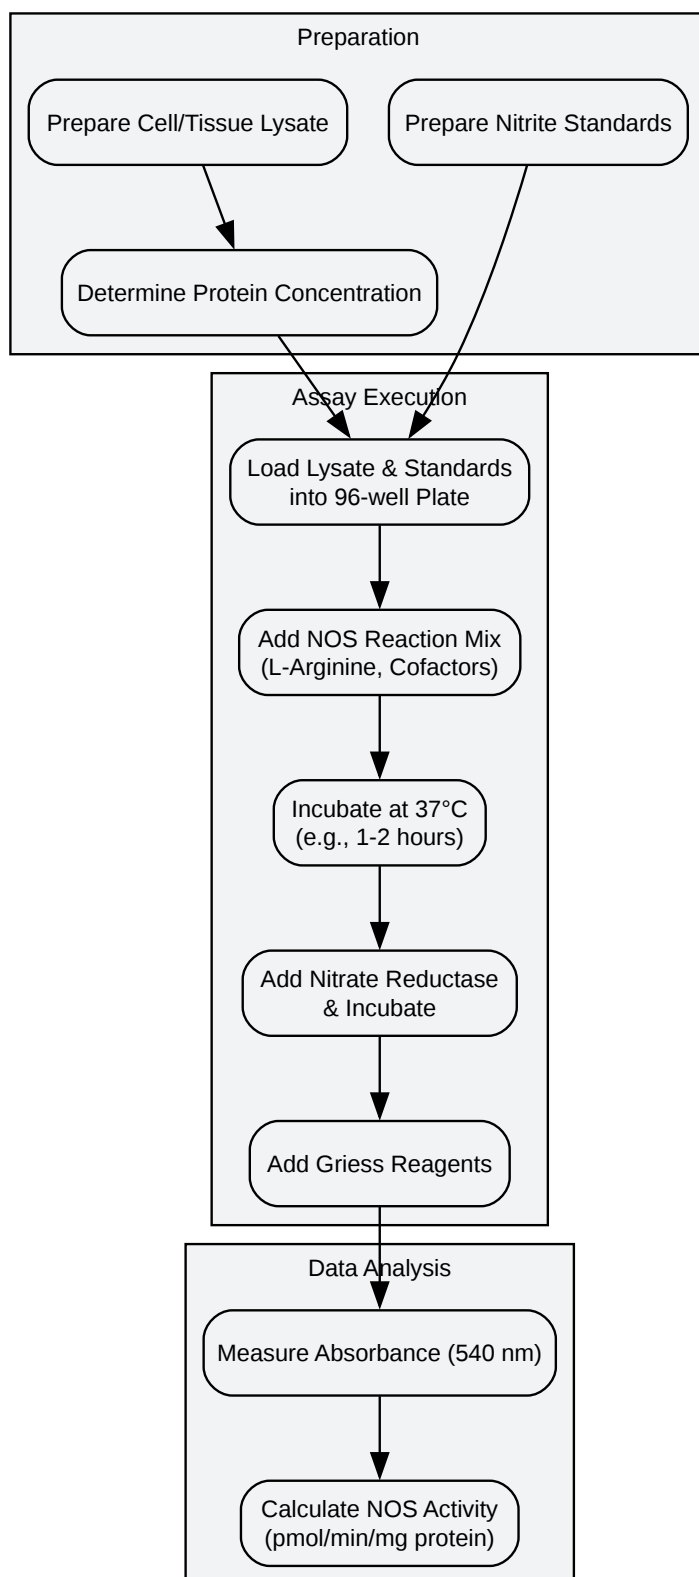 Preparation
Prepare Cell/Tissue Lysate
Prepare Nitrite Standards
Determine Protein Concentration
Assay Execution
Load Lysate & Standards
into 96-well Plate
Add NOS Reaction Mix
(L-Arginine, Cofactors)
Incubate at 37°C
(e.g., 1-2 hours)
Add Nitrate Reductase
& Incubate
Add Griess Reagents
Data Analysis
Measure Absorbance (540 nm)
Calculate NOS Activity
(pmol/min/mg protein)